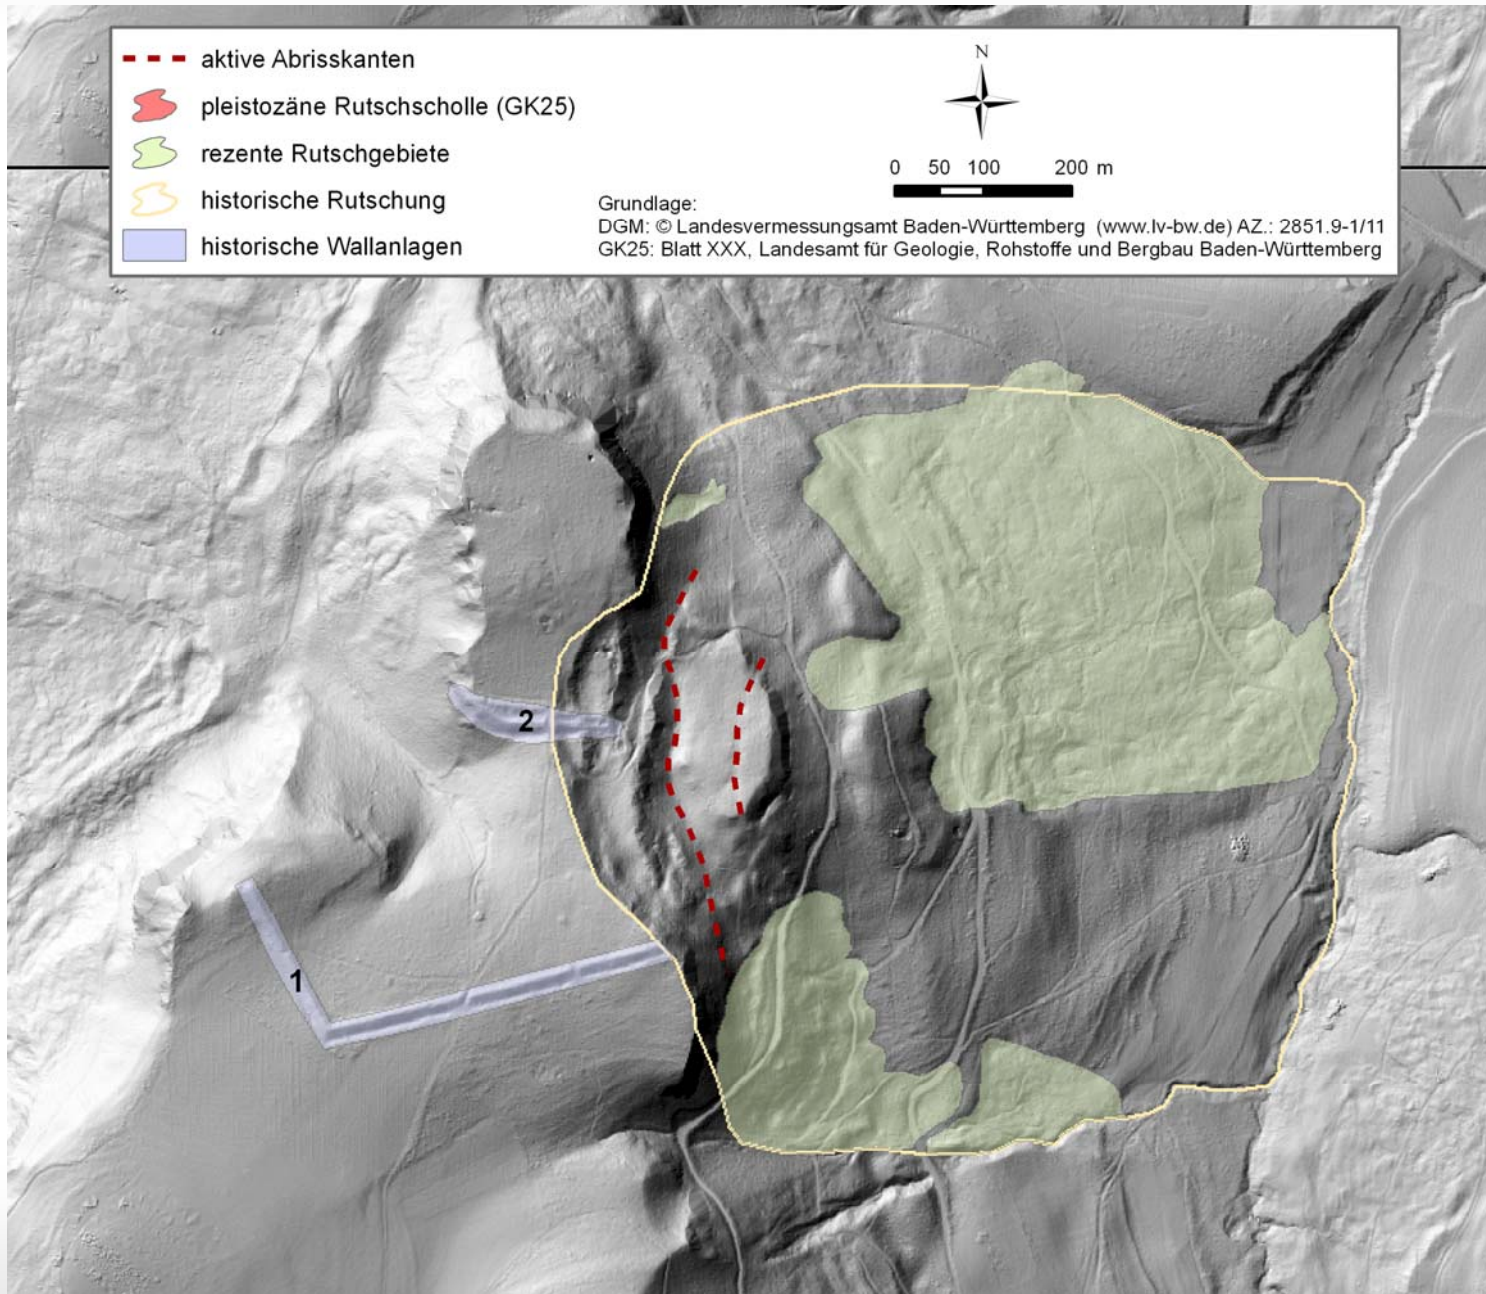 aktive Abrisskanten
pleistozäne Rutschscholle (GK25)
rezente Rutschgebiete
historische Rutschung
historische Wallanlagen
N
0 50 100 200 m
Grundlage:
DGM: © Landesvermessungsamt Baden-Württemberg (www.lv-bw.de) AZ.: 2851.9-1/11
GK25: Blatt XXX, Landesamt für Geologie, Rohstoffe und Bergbau Baden-Württemberg
2
1